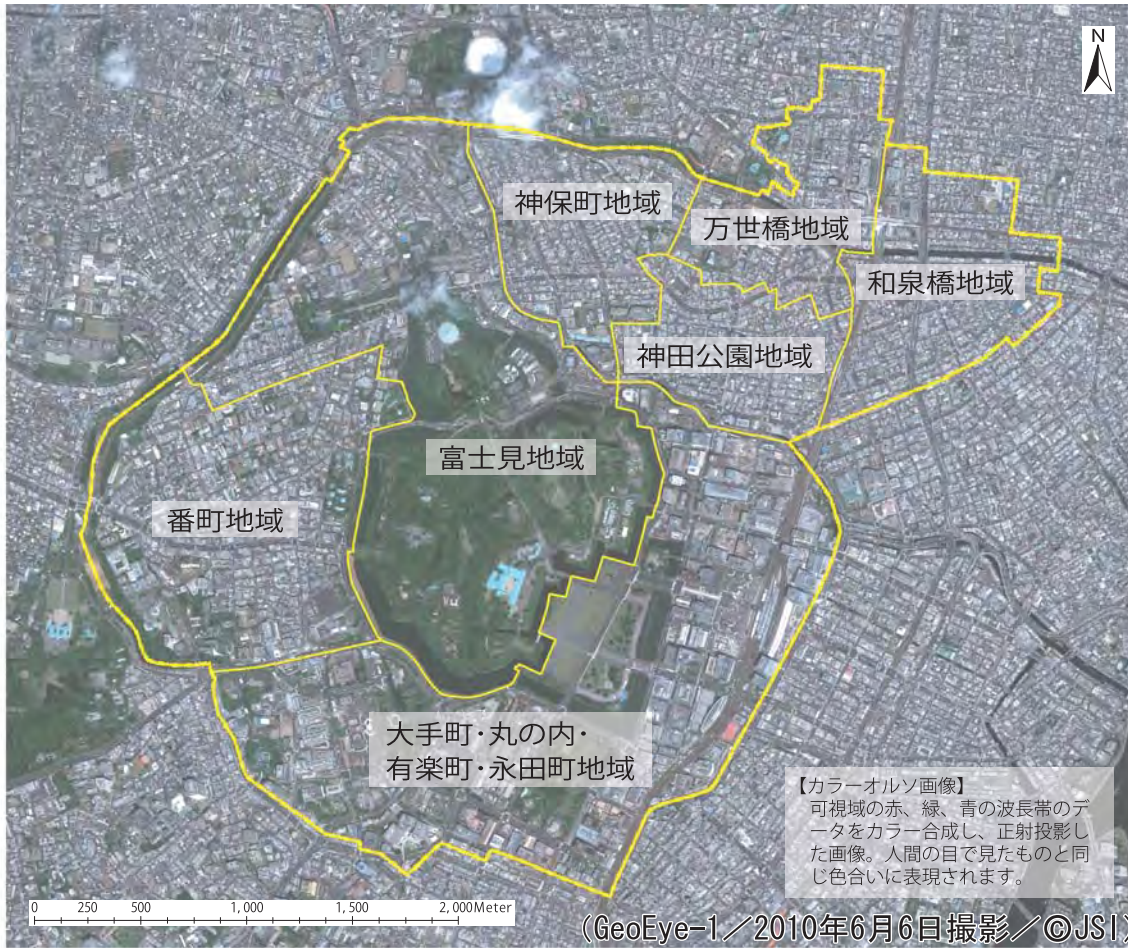 N
神保町地域
万世橋地域
和泉橋地域
神田公園地域
富士見地域
番町地域
大手町・丸の内・
有楽町・永田町地域
【カラーオルソ画像】
可視域の赤、緑、青の波長帯のデ
ータをカラー合成し、正射投影し
た画像。人間の目で見たものと同
じ色合いに表現されます。
0 250 500 1,000 1,500 2,000Meter
(GeoEye-1／2010年6月6日撮影／©JSI)